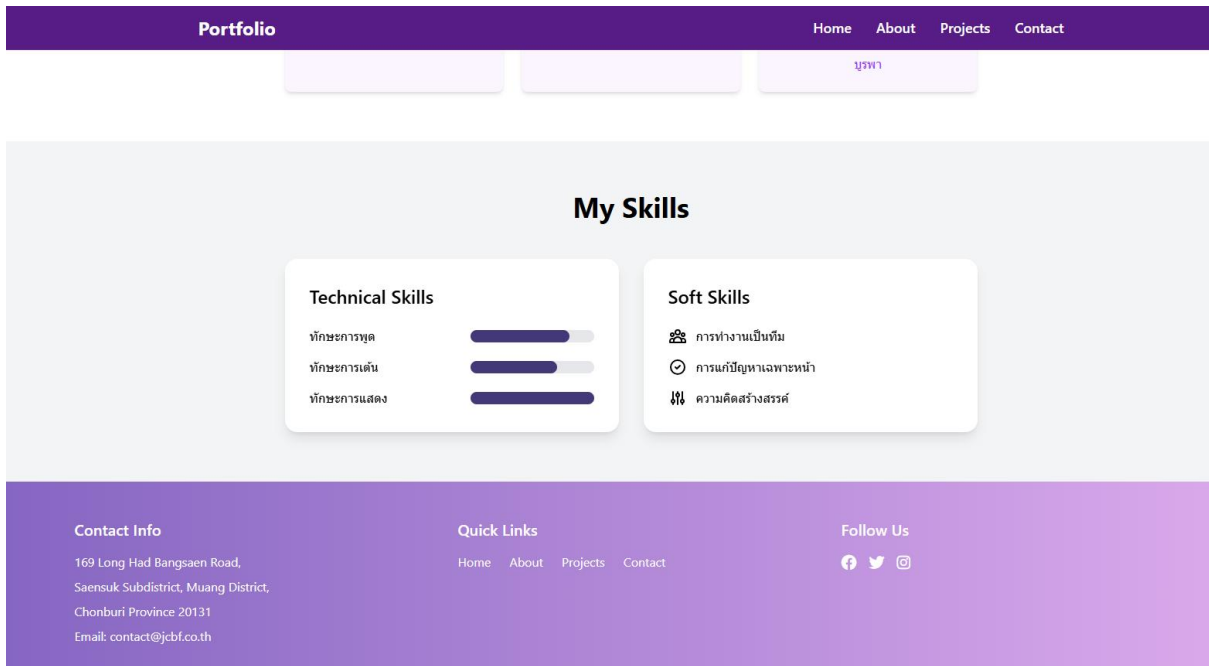 Portfolio
Home About Projects Contact
บูรพา
My Skills
Technical Skills
ทักษะการพูด
ทักษะการเต้น
ทักษะการแสดง
Soft Skills
การทำงานเป็นทีม
การแก้ปัญหาเฉพาะหน้า
ความคิดสร้างสรรค์
Contact Info
169 Long Had Bangsaen Road,
Saensuk Subdistrict, Muang District,
Chonburi Province 20131
Email: contact@jcbf.co.th
Quick Links
Home About Projects Contact
Follow Us